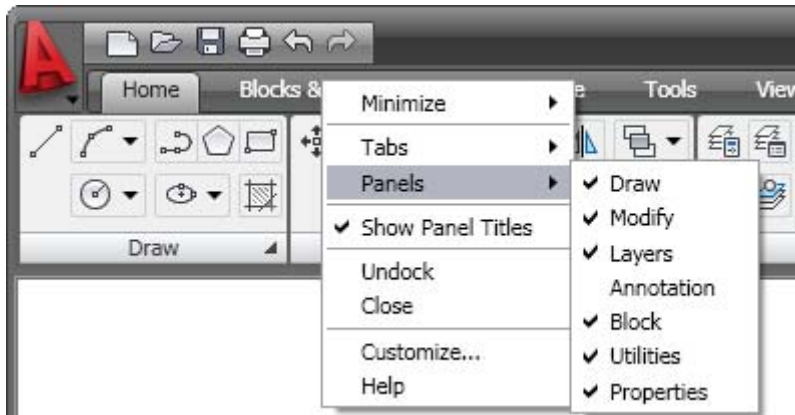 Home
Blocks &
Tools
View
Minimize
Tabs
Panels
Show Panel Titles
Undock
Close
Customize...
Help
Draw
Modify
Layers
Annotation
Block
Utilities
Properties
Draw